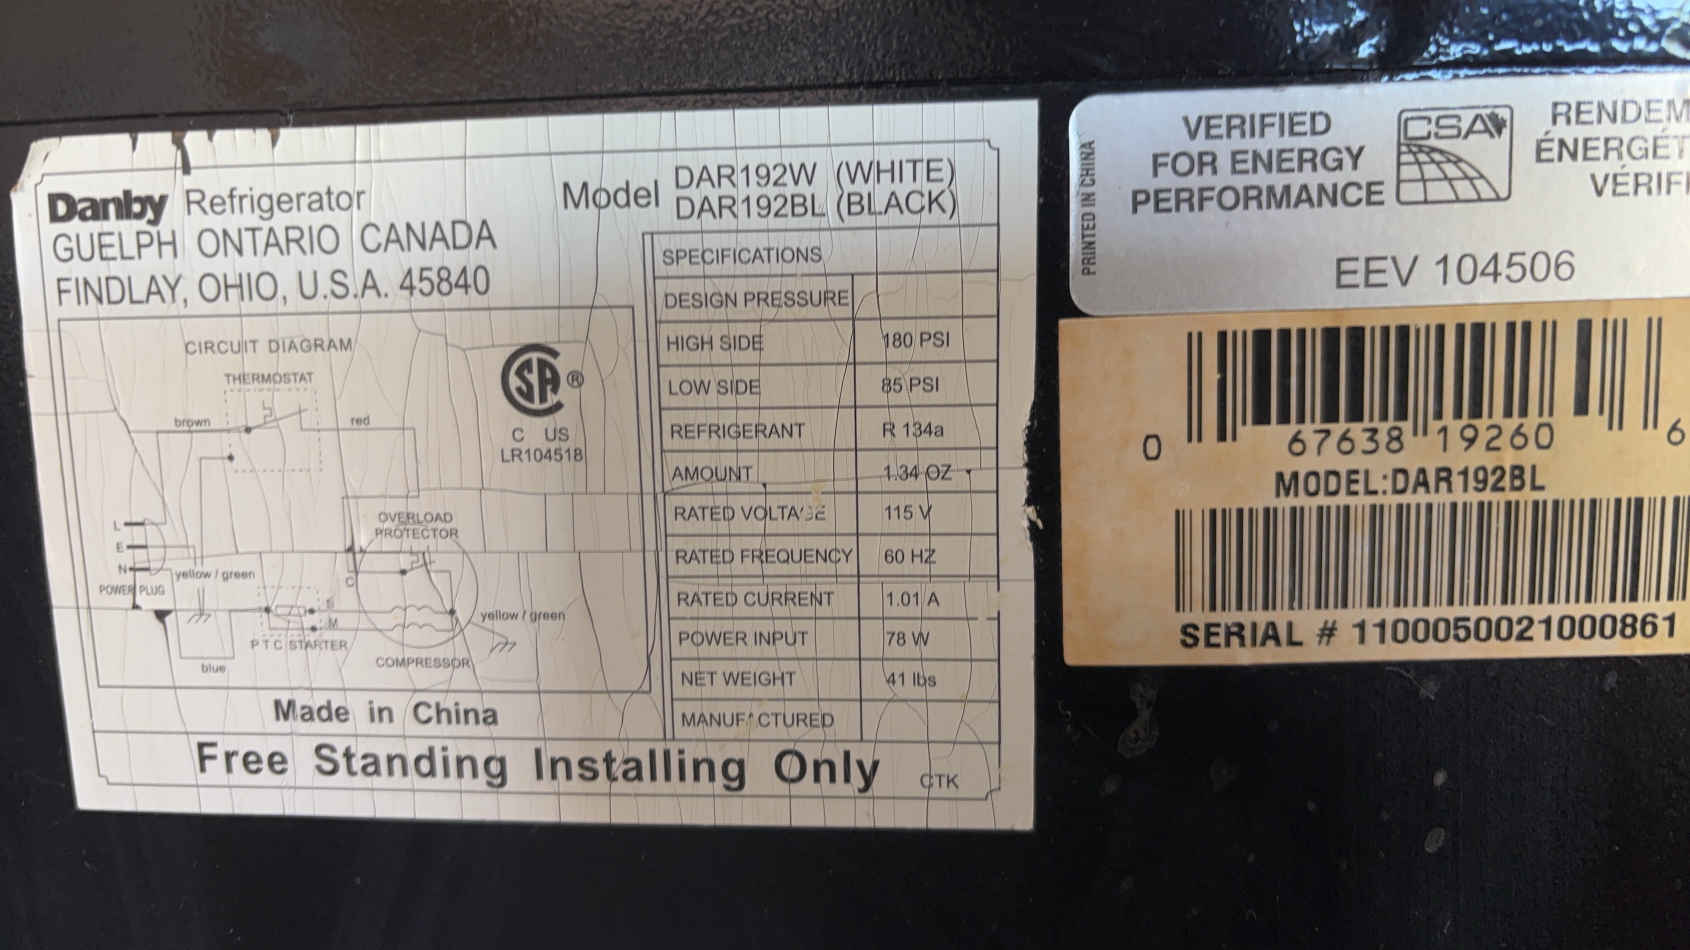 Danby Refrigerator
GUELPH ONTARIO CANADA
FINDLAY, OHIO, U.S.A. 45840
Model DAR192W (WHITE)
DAR192BL (BLACK)
CIRCUIT DIAGRAM
THERMOSTAT
brown
red
L
E
N
POWER PLUG
yellow / green
OVERLOAD
PROTECTOR
C
S
M
P T C STARTER
blue
COMPRESSOR
yellow / green
SA ®
C US
LR104518
SPECIFICATIONS
DESIGN PRESSURE
HIGH SIDE 180 PSI
LOW SIDE 85 PSI
REFRIGERANT R 134a
AMOUNT 1.34 OZ
RATED VOLTAGE 115 V
RATED FREQUENCY 60 HZ
RATED CURRENT 1.01 A
POWER INPUT 78 W
NET WEIGHT 41 lbs
MANUFACTURED
Made in China
Free Standing Installing Only CTK
PRINTED IN CHINA
VERIFIED
FOR ENERGY
PERFORMANCE
CSA
RENDEM
ÉNERGÉT
VÉRIFI
EEV 104506
0 67638 19260 6
MODEL:DAR192BL
SERIAL # 1100050021000861